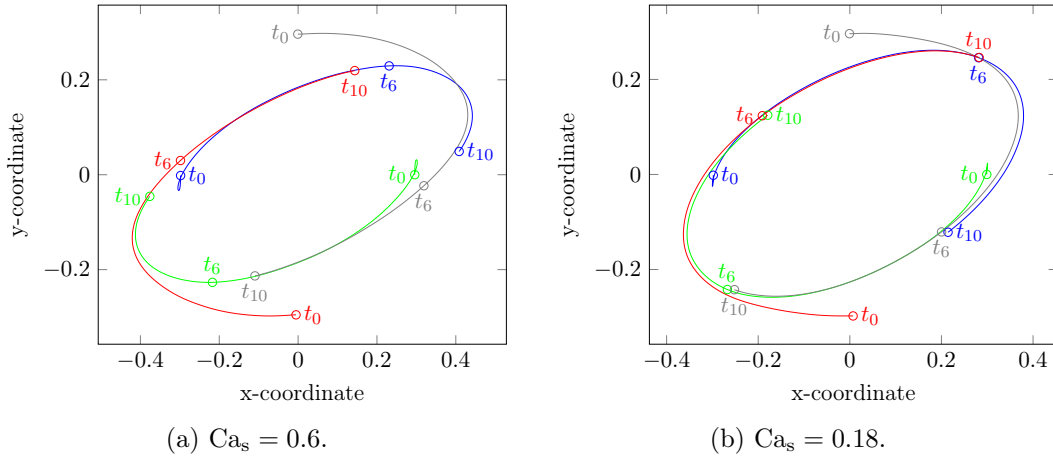 t₀
t₆
t₁₀
t₆
t₀
t₁₀
t₁₀
t₀
t₆
t₆
t₁₀
t₀
0.2
0
−0.2
−0.4
−0.2
0
0.2
0.4
x-coordinate
y-coordinate
(a) Caₛ = 0.6.
t₀
t₁₀
t₆
t₆
t₁₀
t₀
t₀
t₆
t₁₀
t₆
t₁₀
t₀
0.2
0
−0.2
−0.4
−0.2
0
0.2
0.4
x-coordinate
y-coordinate
(b) Caₛ = 0.18.